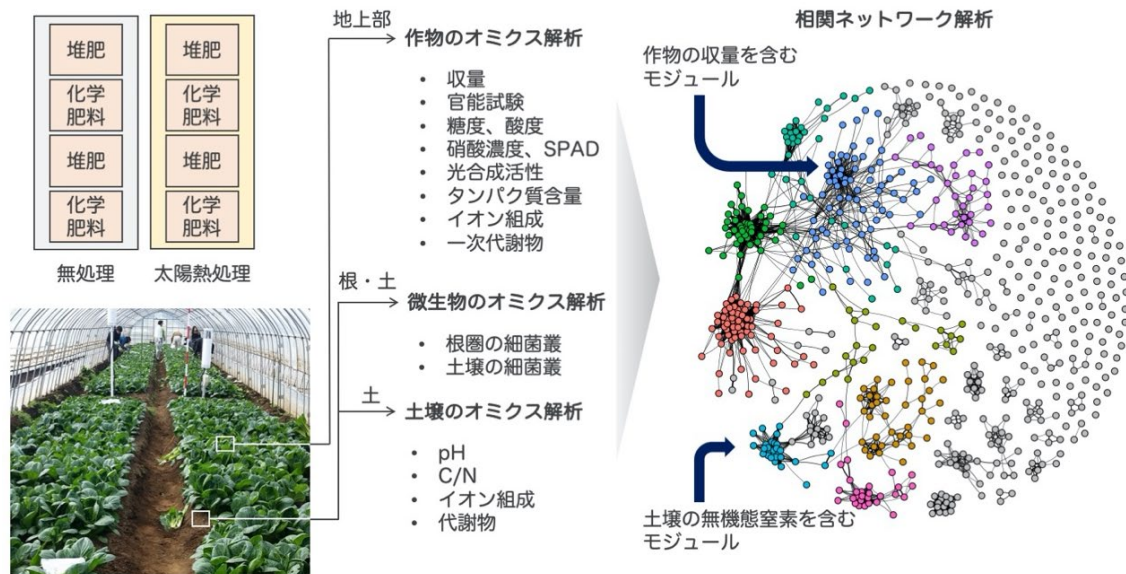 堆肥
化学
肥料
堆肥
化学
肥料
無処理
堆肥
化学
肥料
堆肥
化学
肥料
太陽熱処理
地上部
作物のオミクス解析
• 収量
• 官能試験
• 糖度、酸度
• 硝酸濃度、SPAD
• 光合成活性
• タンパク質含量
• イオン組成
• 一次代謝物
根・土
微生物のオミクス解析
• 根圏の細菌叢
• 土壌の細菌叢
土
土壌のオミクス解析
• pH
• C/N
• イオン組成
• 代謝物
相関ネットワーク解析
作物の収量を含む
モジュール
土壌の無機態窒素を含む
モジュール